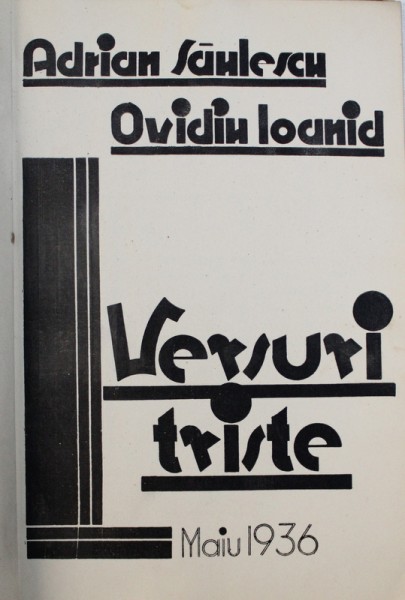 Adrian Săulescu
Ovidiu Ioanid
Versuri
triste
Maiu 1936